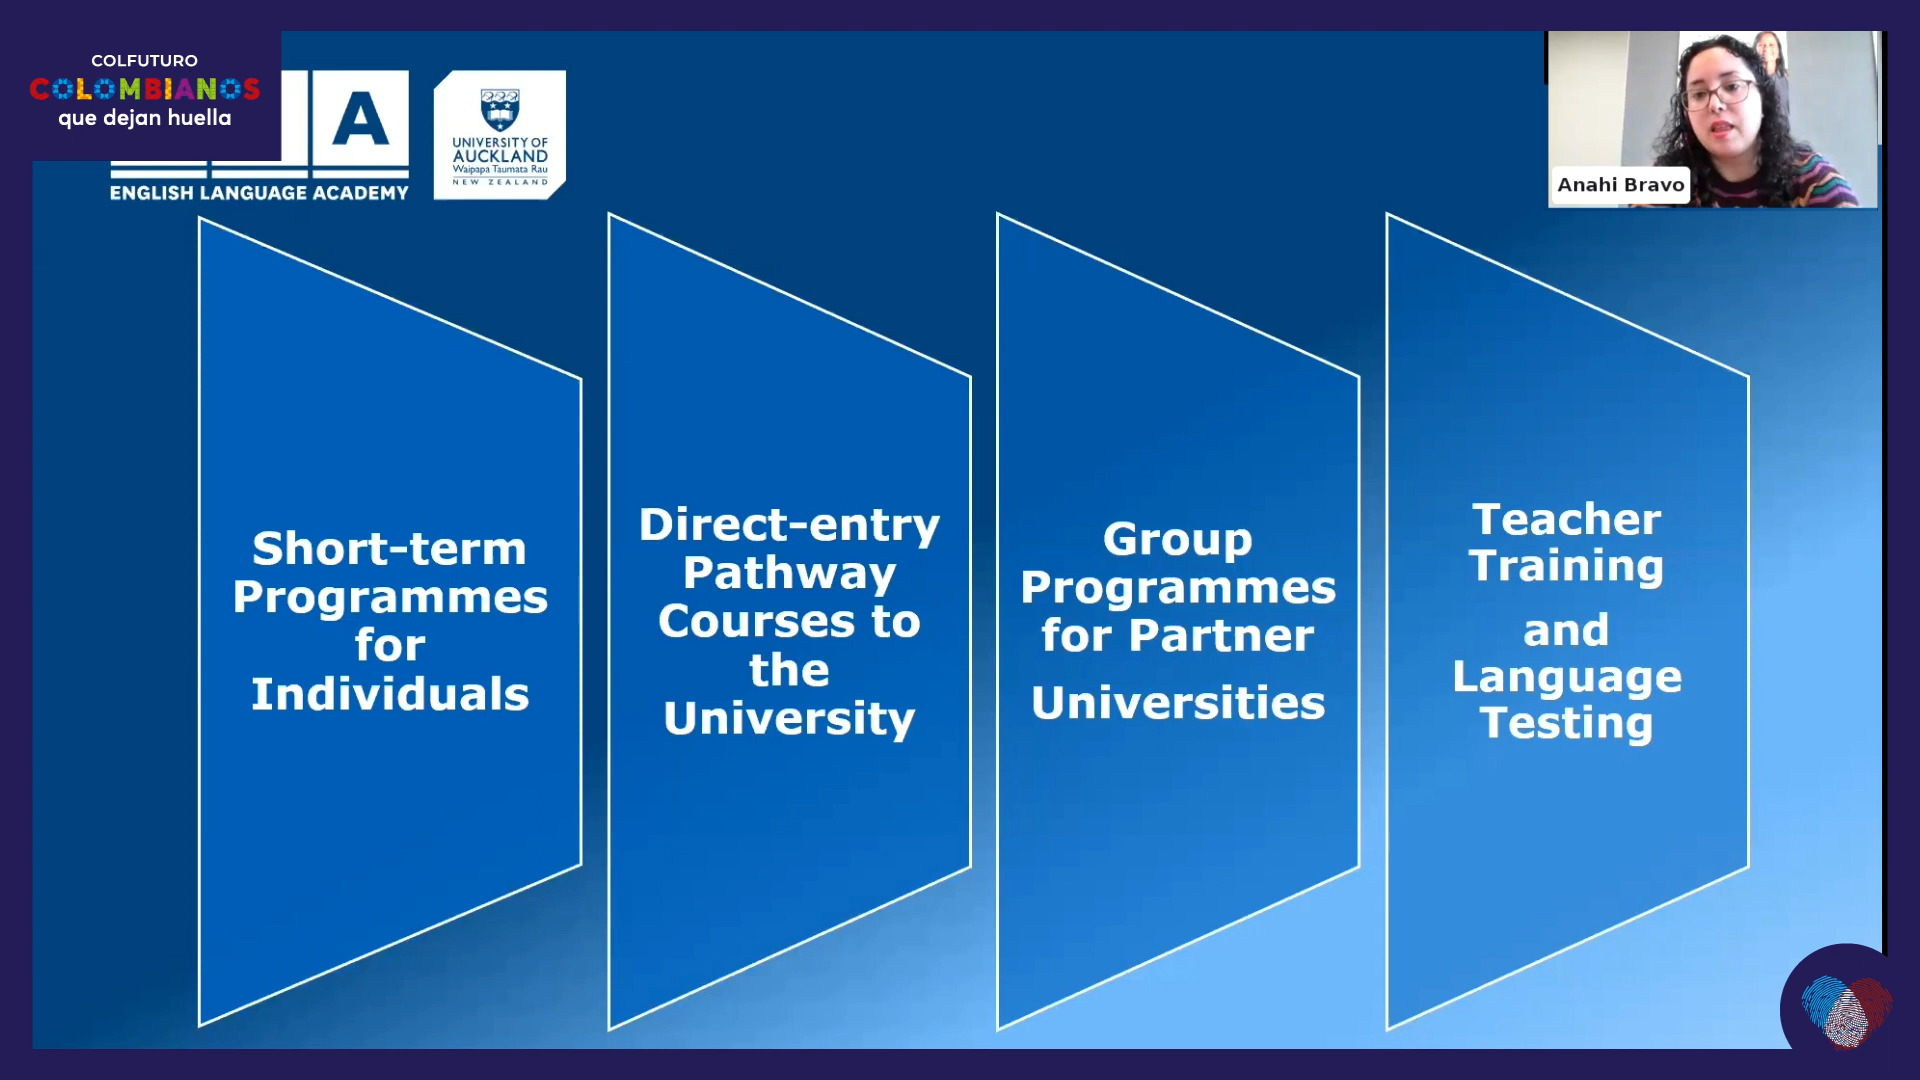 COLFUTURO
COLOMBIANOS
que dejan huella
A
ENGLISH LANGUAGE ACADEMY
UNIVERSITY OF
AUCKLAND
Waipapa Taumata Rau
NEW ZEALAND
Anahi Bravo
Short-term
Programmes
for
Individuals
Direct-entry
Pathway
Courses to
the
University
Group
Programmes
for Partner
Universities
Teacher
Training
and
Language
Testing